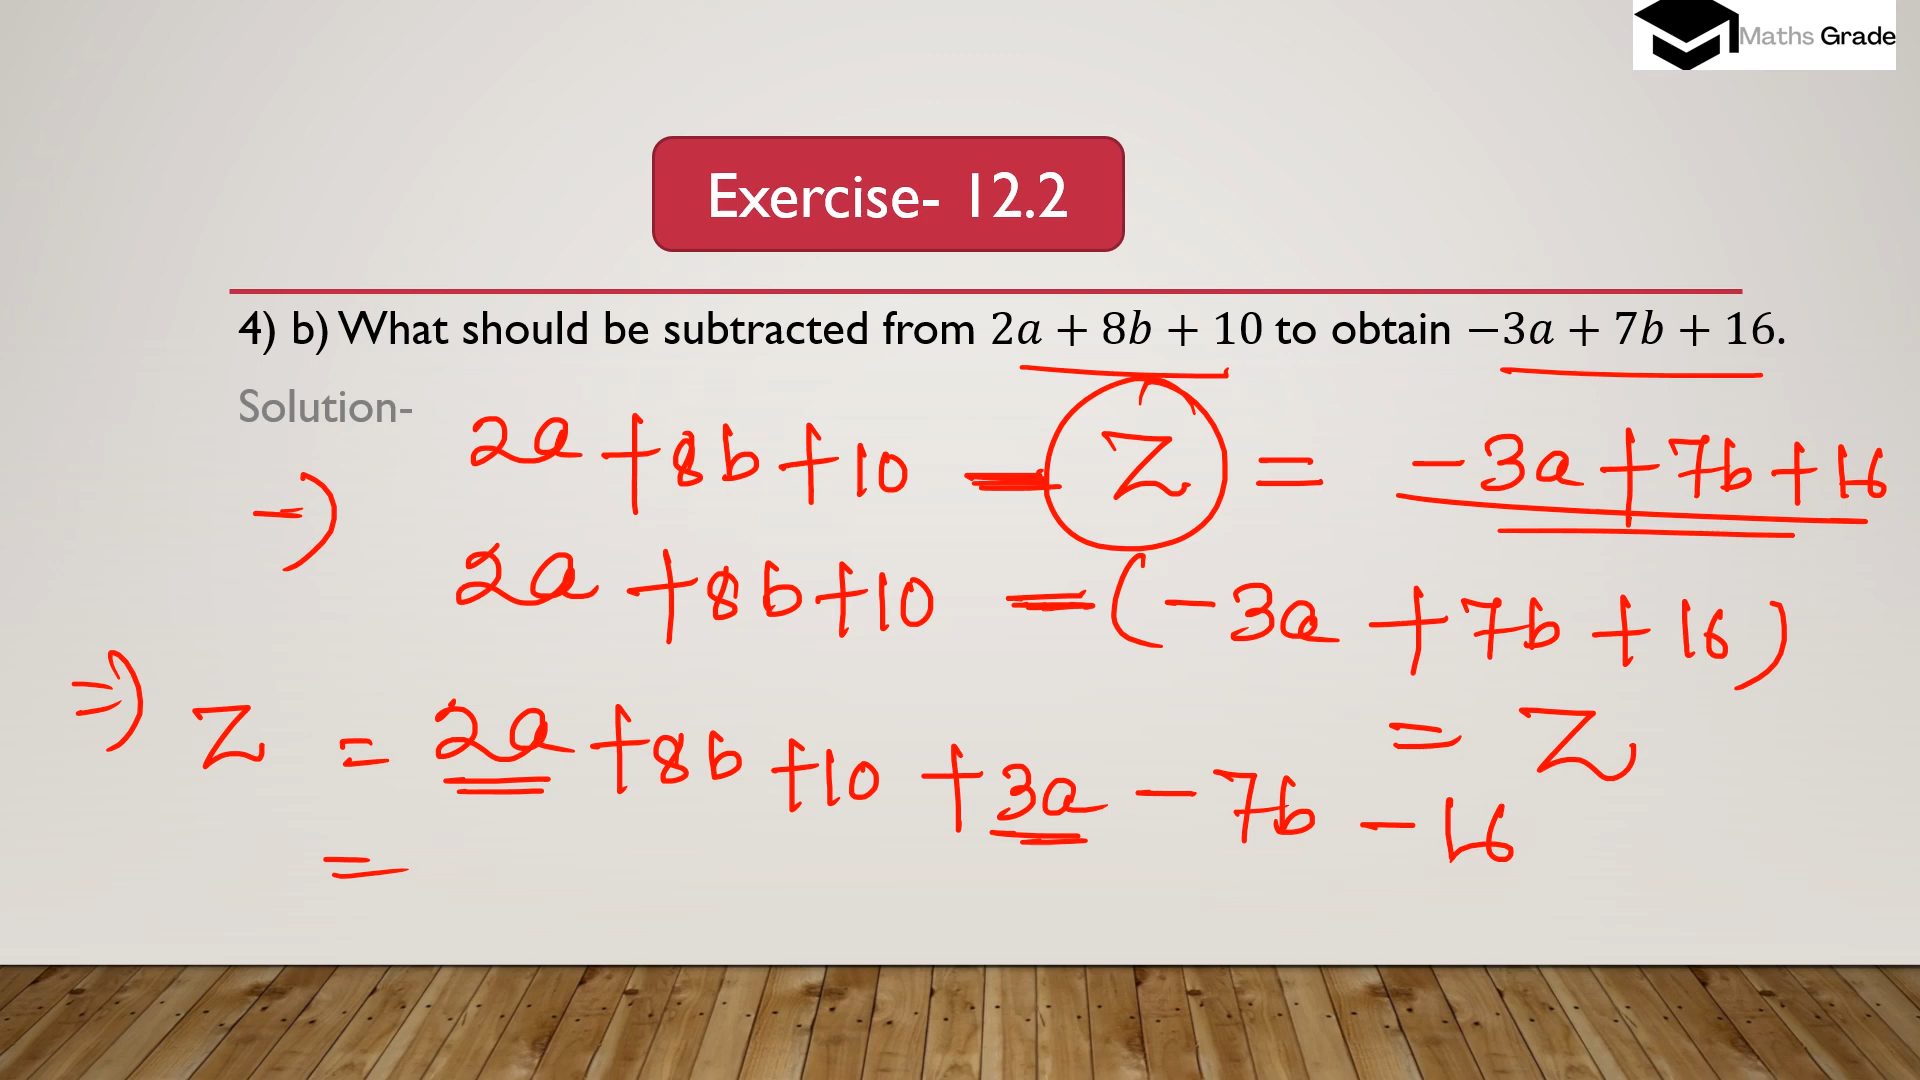 Maths Grade
Exercise- 12.2
4) b) What should be subtracted from 2a + 8b + 10 to obtain −3a + 7b + 16.
Solution-
2a + 8b + 10 − Z = −3a + 7b + 16
⇒ 2a + 8b + 10 − (−3a + 7b + 16)
= Z
⇒ Z = 2a + 8b + 10 + 3a − 7b − 16
=